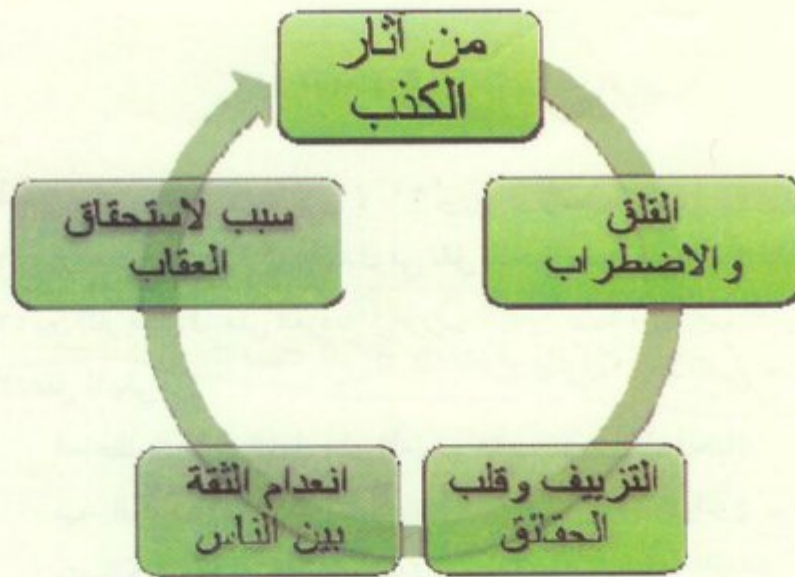 من آثار
الكذب
القلق
والاضطراب
التزييف وقلب
الحقائق
انعدام الثقة
بين الناس
سبب لاستحقاق
العقاب